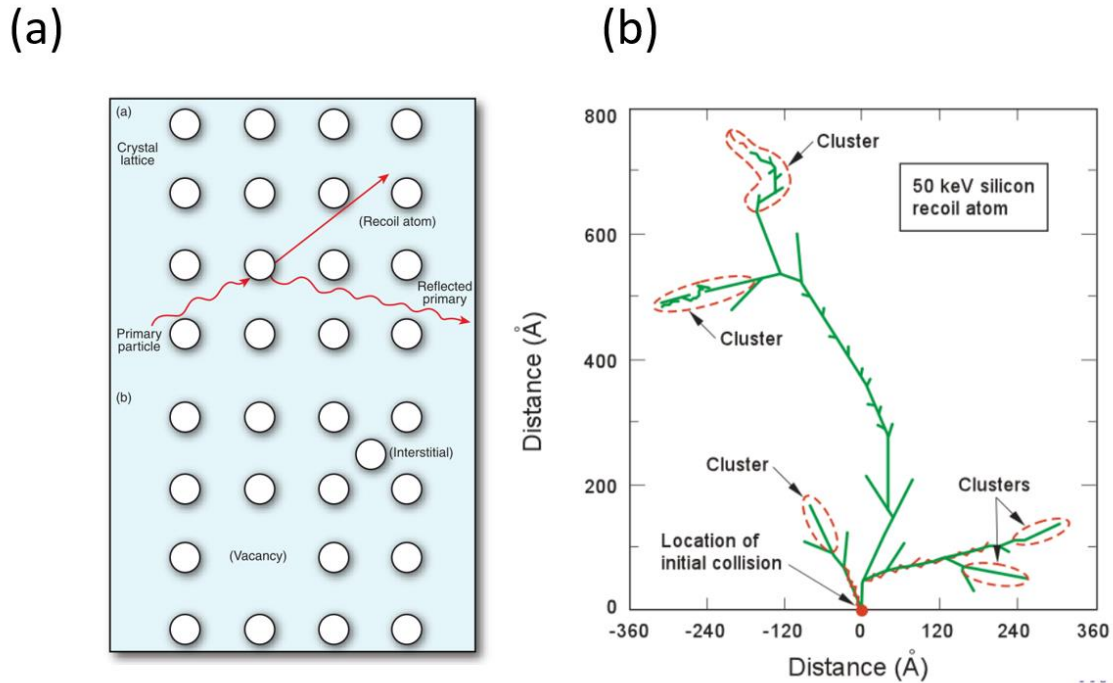 (a)
(b)
(a)
Crystal
lattice
(Recoil atom)
Reflected
primary
Primary
particle
(b)
(Interstitial)
(Vacancy)
800
600
400
200
0
Distance (Å)
Cluster
50 keV silicon
recoil atom
Cluster
Cluster
Clusters
Location of
initial collision
-360
-240
-120
0
120
240
360
Distance (Å)